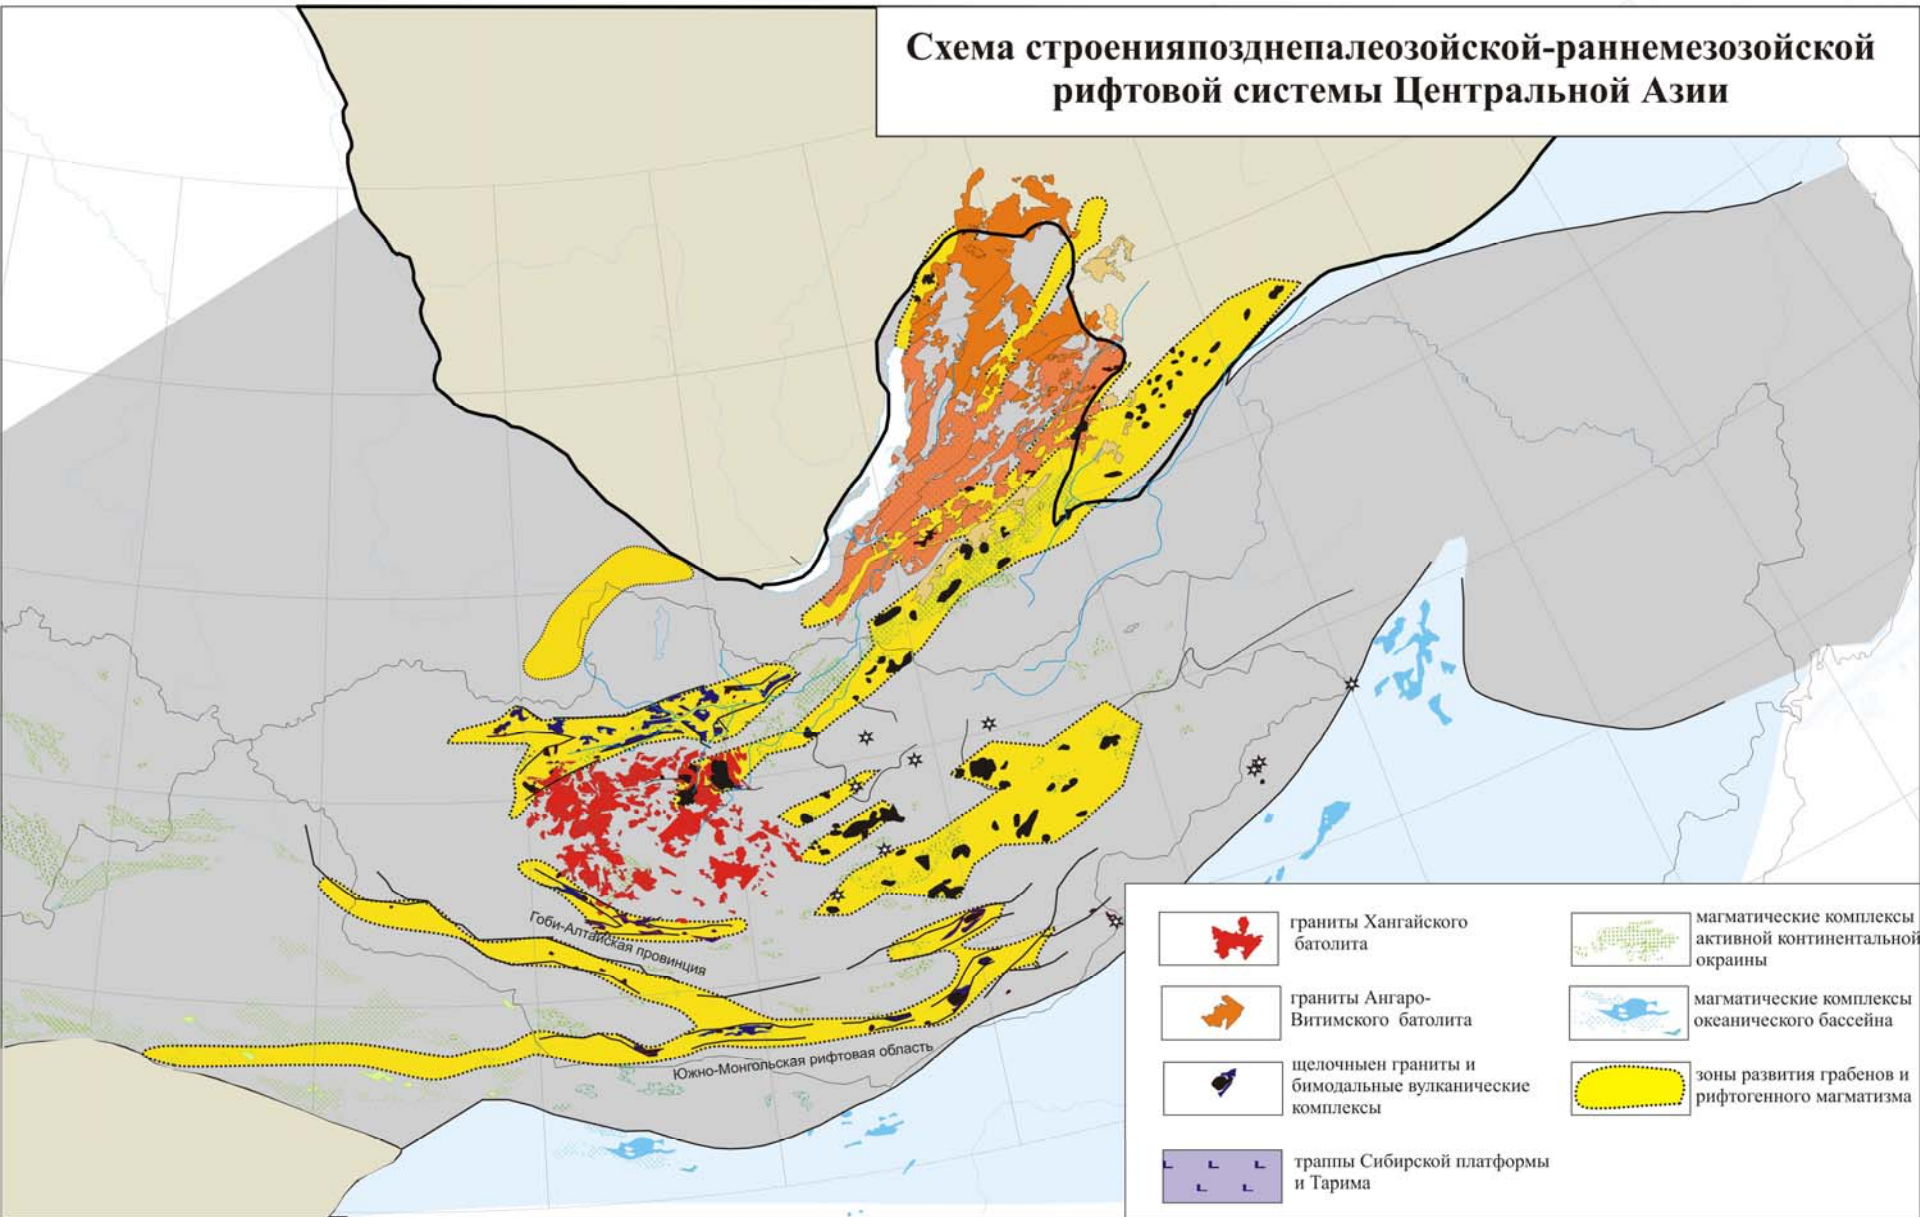 Схема строенияпозднепалеозойской-раннемезозойской
рифтовой системы Центральной Азии
Гоби-Алтайская провинция
Южно-Монгольская рифтовая область
граниты Хангайского
батолита
граниты Ангаро-
Витимского батолита
щелочныен граниты и
бимодальные вулканические
комплексы
траппы Сибирской платформы
и Тарима
магматические комплексы
активной континентальной
окраины
магматические комплексы
океанического бассейна
зоны развития грабенов и
рифтогенного магматизма